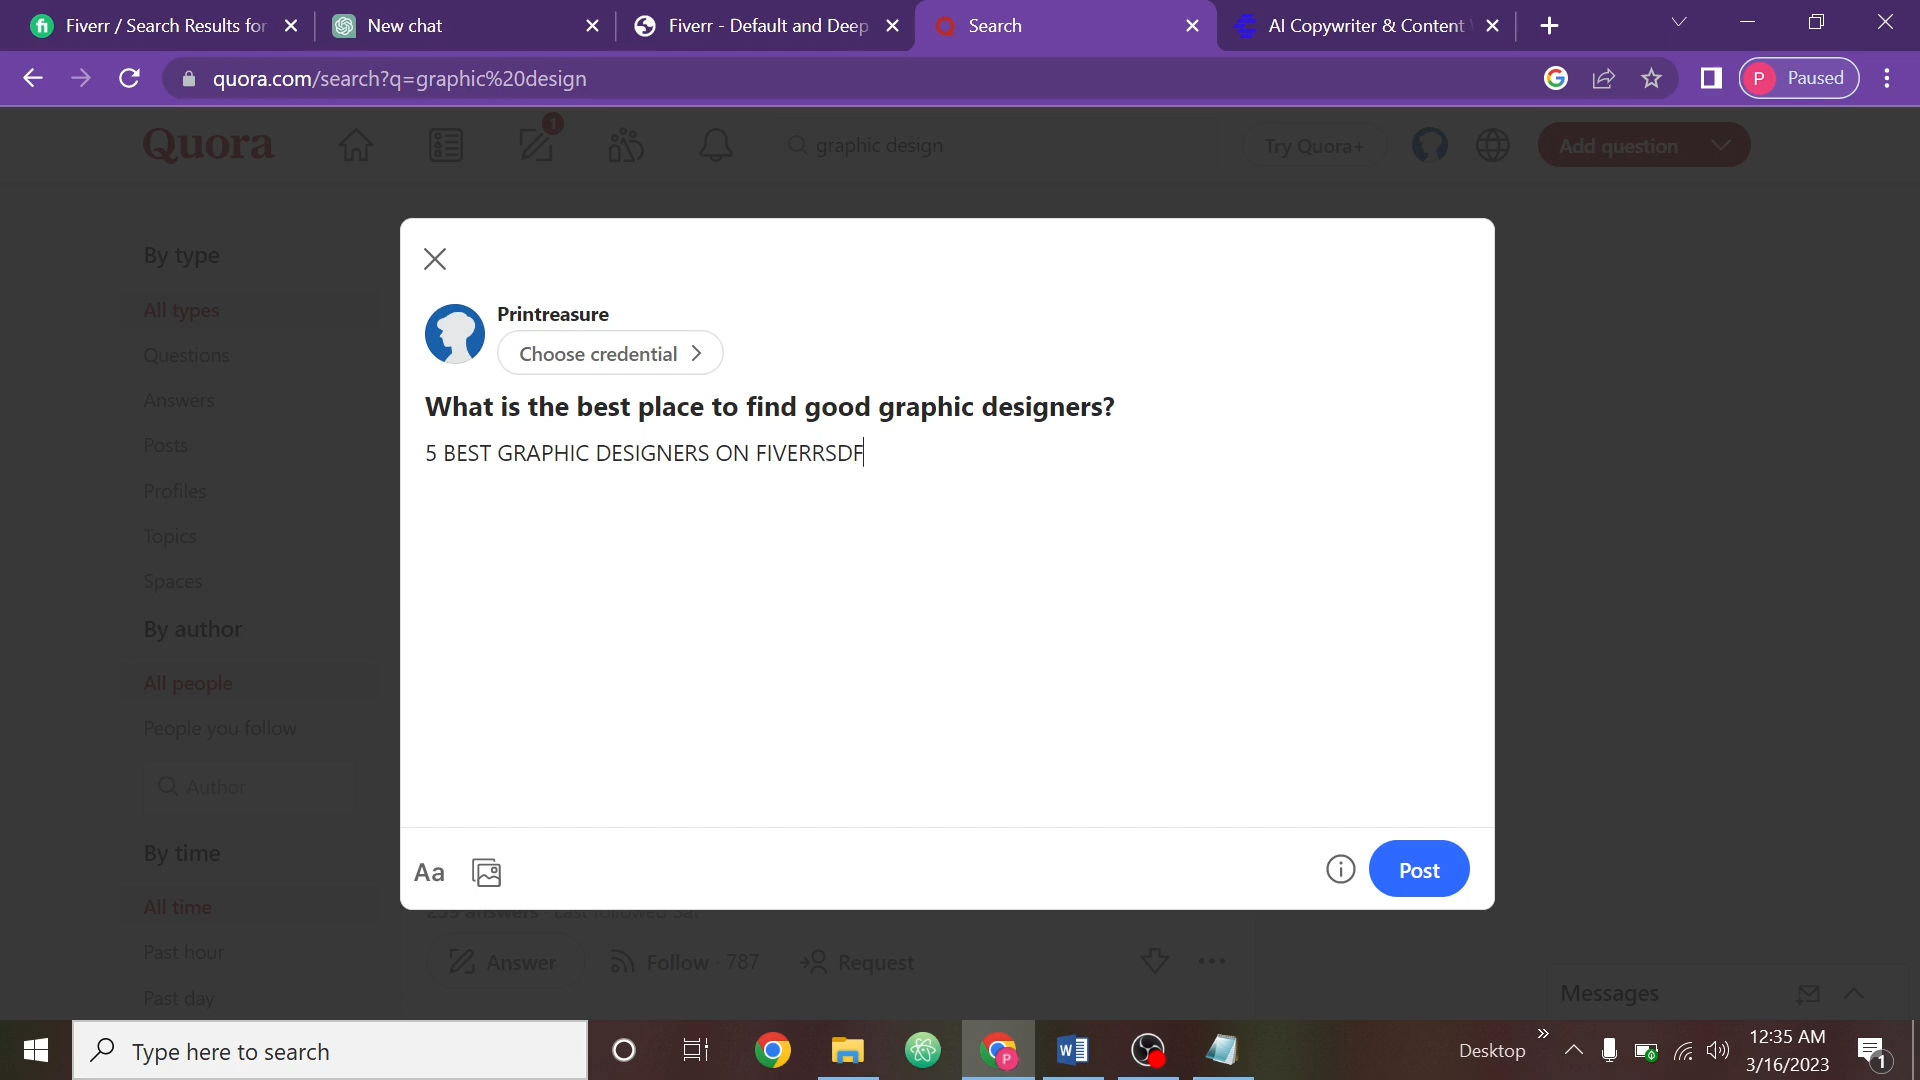 Fiverr / Search Results for
New chat
Fiverr - Default and Deep
Search
AI Copywriter & Content
quora.com/search?q=graphic%20design
P
Paused
Quora
1
graphic design
Try Quora+
Add question
By type
All types
Questions
Answers
Posts
Profiles
Topics
Spaces
By author
All people
People you follow
Author
By time
All time
Past hour
Past day
Printreasure
Choose credential
What is the best place to find good graphic designers?
5 BEST GRAPHIC DESIGNERS ON FIVERRSDF
Aa
Post
Answer
Follow · 787
Request
Messages
Type here to search
Desktop
12:35 AM
3/16/2023
1